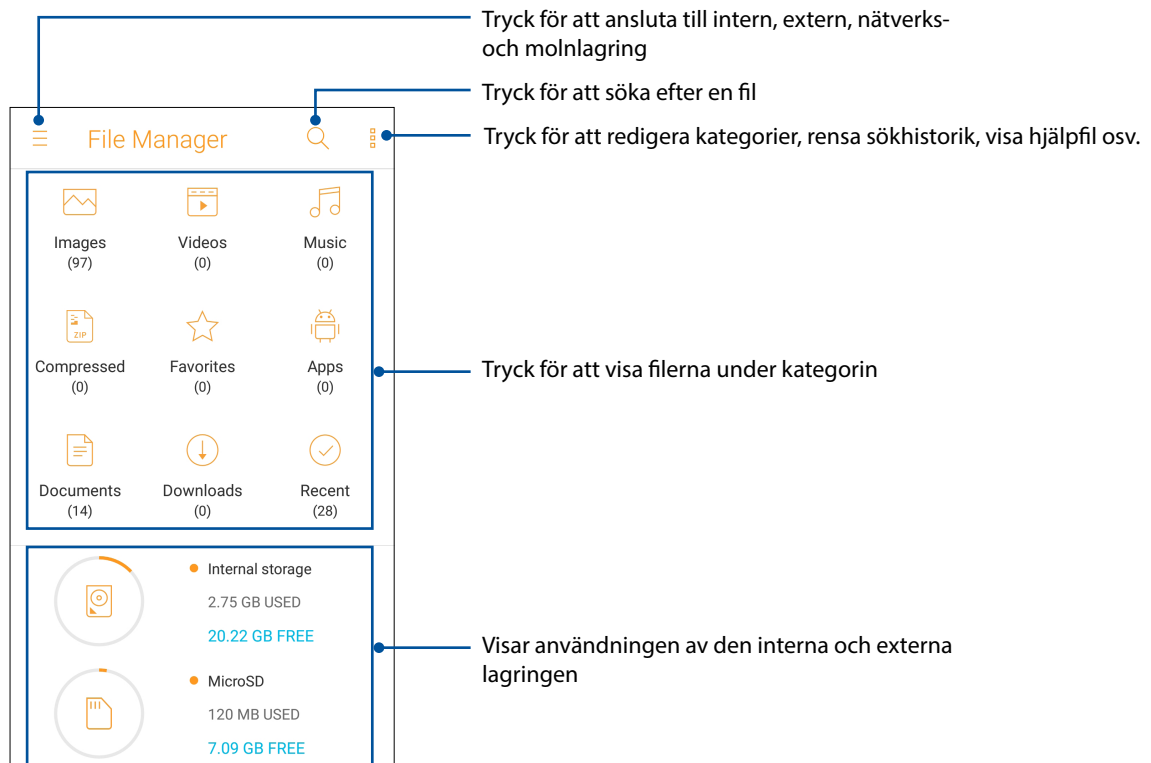 Tryck för att ansluta till intern, extern, nätverks-
och molnlagring
Tryck för att söka efter en fil
File Manager
Tryck för att redigera kategorier, rensa sökhistorik, visa hjälpfil osv.
Images
(97)
Videos
(0)
Music
(0)
ZIP
Compressed
(0)
Favorites
(0)
Apps
(0)
Tryck för att visa filerna under kategorin
Documents
(14)
Downloads
(0)
Recent
(28)
Internal storage
2.75 GB USED
20.22 GB FREE
Visar användningen av den interna och externa
lagringen
MicroSD
120 MB USED
7.09 GB FREE